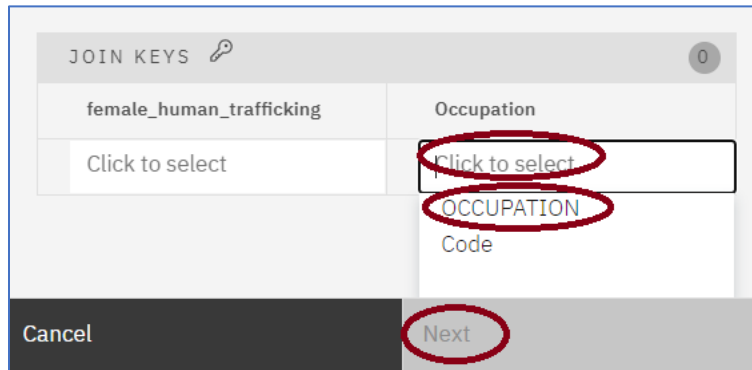 JOIN KEYS 0
female_human_trafficking Occupation
Click to select Click to select
OCCUPATION
Code
Cancel Next